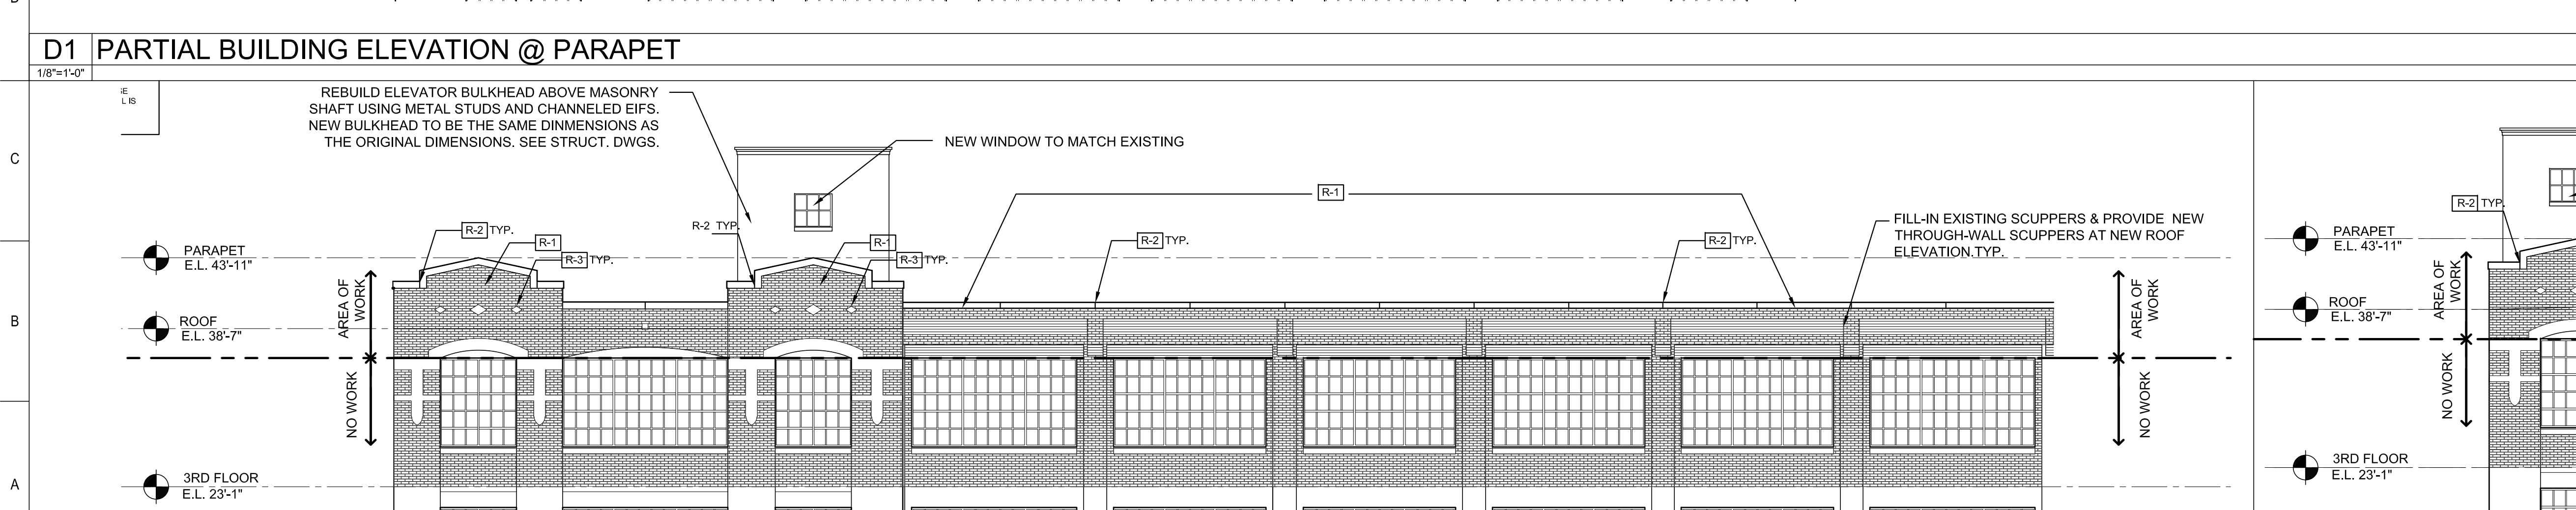 D1 PARTIAL BUILDING ELEVATION @ PARAPET
1/8"=1'-0"
L IS
REBUILD ELEVATOR BULKHEAD ABOVE MASONRY
SHAFT USING METAL STUDS AND CHANNELED EIFS.
NEW BULKHEAD TO BE THE SAME DINMENSIONS AS
THE ORIGINAL DIMENSIONS. SEE STRUCT. DWGS.
NEW WINDOW TO MATCH EXISTING
C
R-1
R-2 TYP.
R-2 TYP.
R-1
R-1
R-3 TYP.
R-3 TYP.
R-2 TYP.
R-2 TYP.
FILL-IN EXISTING SCUPPERS & PROVIDE NEW
THROUGH-WALL SCUPPERS AT NEW ROOF
ELEVATION.TYP.
PARAPET
E.L. 43'-11"
AREA OF
WORK
AREA OF
WORK
B
ROOF
E.L. 38'-7"
NO WORK
NO WORK
A
3RD FLOOR
E.L. 23'-1"
R-2 TYP.
PARAPET
E.L. 43'-11"
AREA OF
WORK
ROOF
E.L. 38'-7"
NO WORK
3RD FLOOR
E.L. 23'-1"